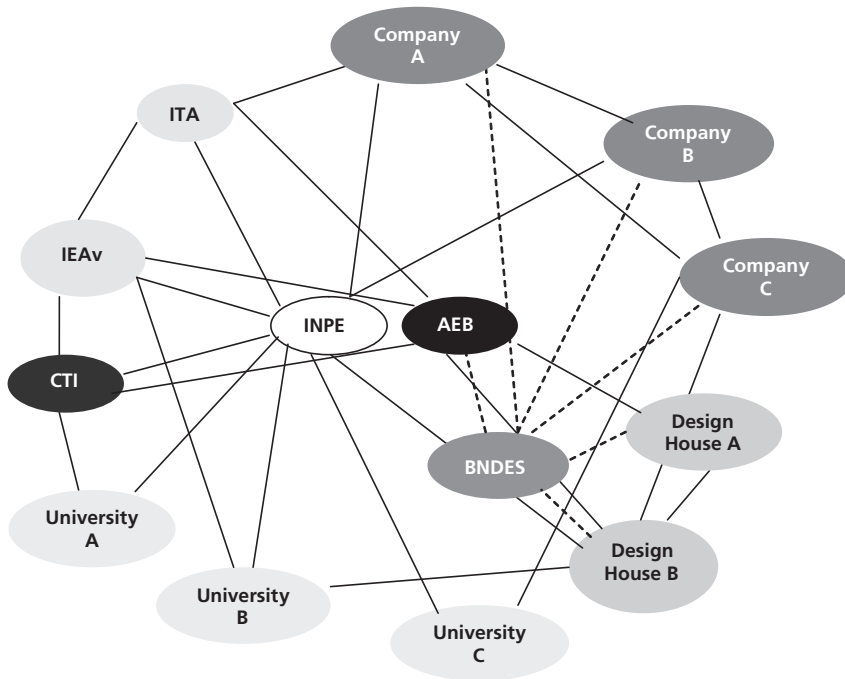 Company
A
ITA
Company
B
IEAv
Company
C
INPE
AEB
CTI
Design
House A
BNDES
University
A
Design
House B
University
B
University
C